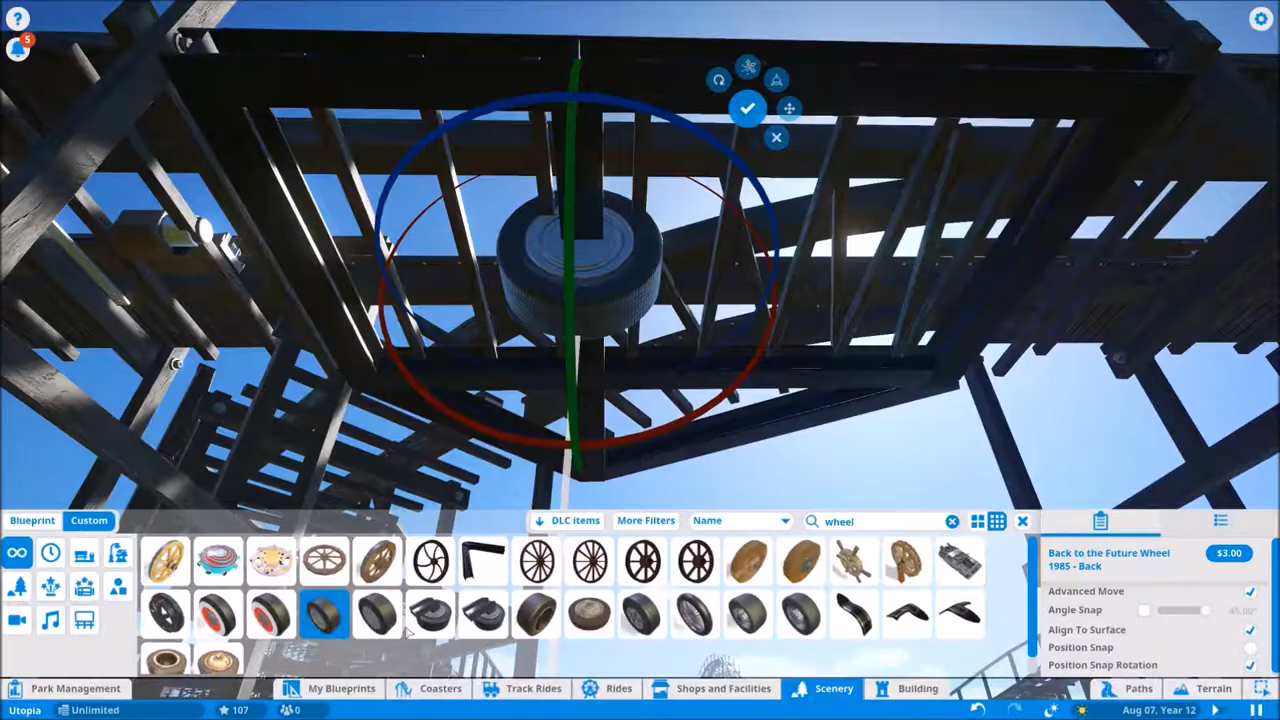 ?
5
Blueprint
Custom
DLC items
More Filters
Name
wheel
Back to the Future Wheel
1985 - Back
$3.00
Advanced Move
Angle Snap
45.00°
Align To Surface
Position Snap
Position Snap Rotation
Park Management
My Blueprints
Coasters
Track Rides
Rides
Shops and Facilities
Scenery
Building
Paths
Terrain
Utopia
Unlimited
107
0
Aug 07, Year 12